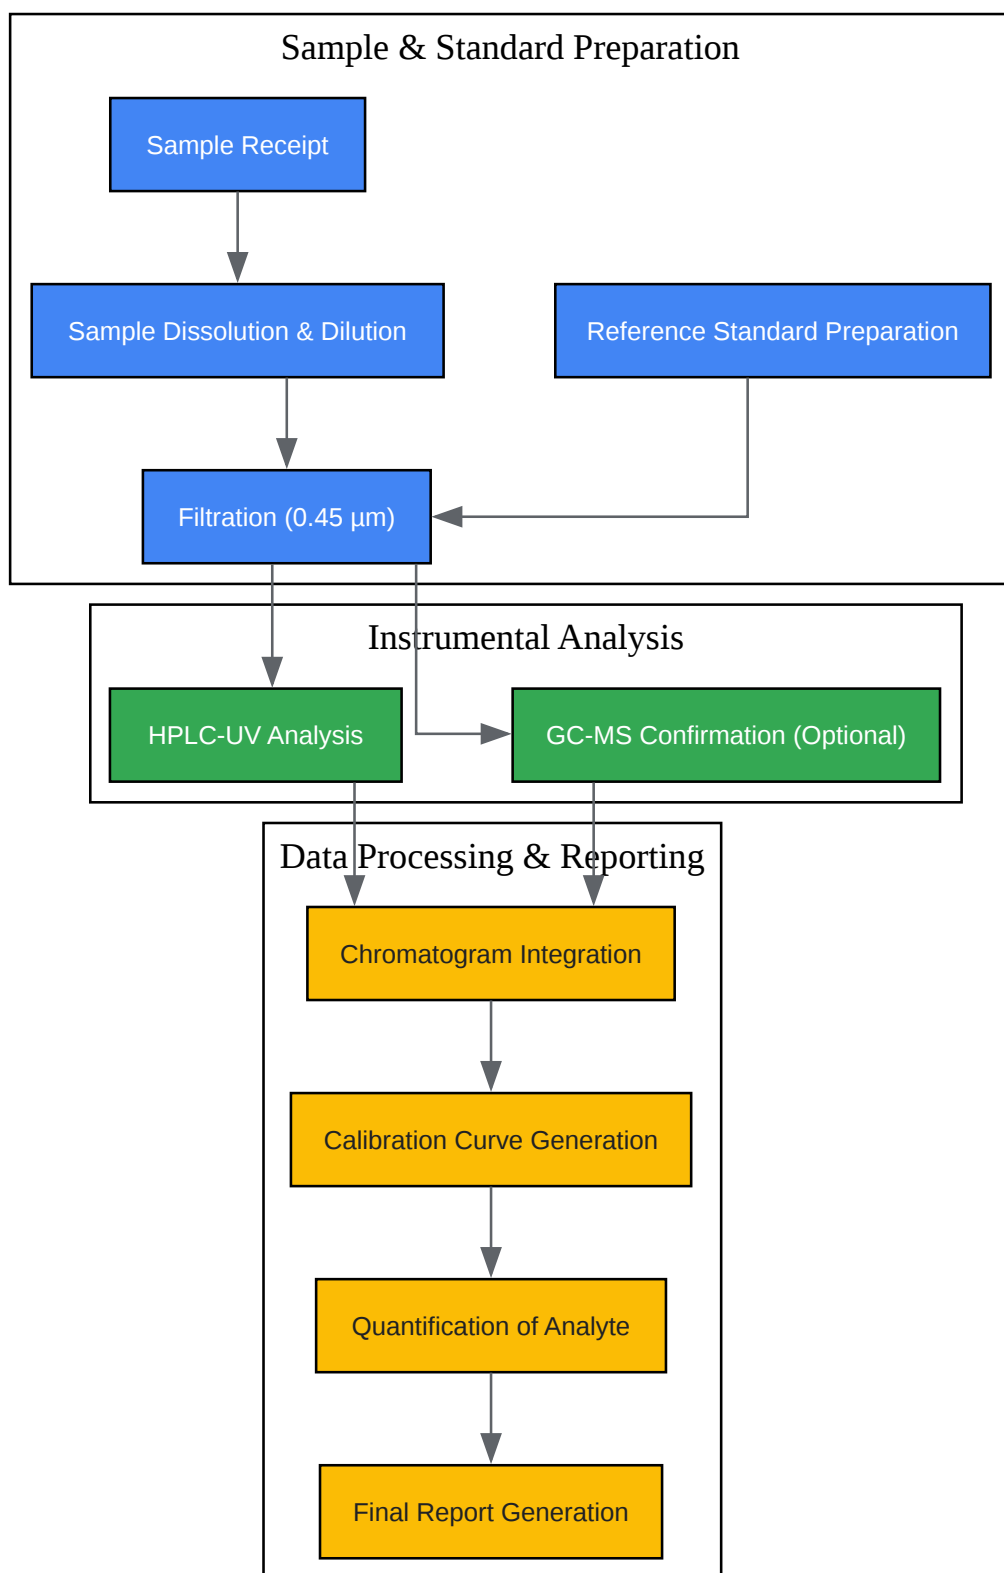 Sample & Standard Preparation
Sample Receipt
Sample Dissolution & Dilution
Reference Standard Preparation
Filtration (0.45 µm)
Instrumental Analysis
HPLC-UV Analysis
GC-MS Confirmation (Optional)
Data Processing & Reporting
Chromatogram Integration
Calibration Curve Generation
Quantification of Analyte
Final Report Generation